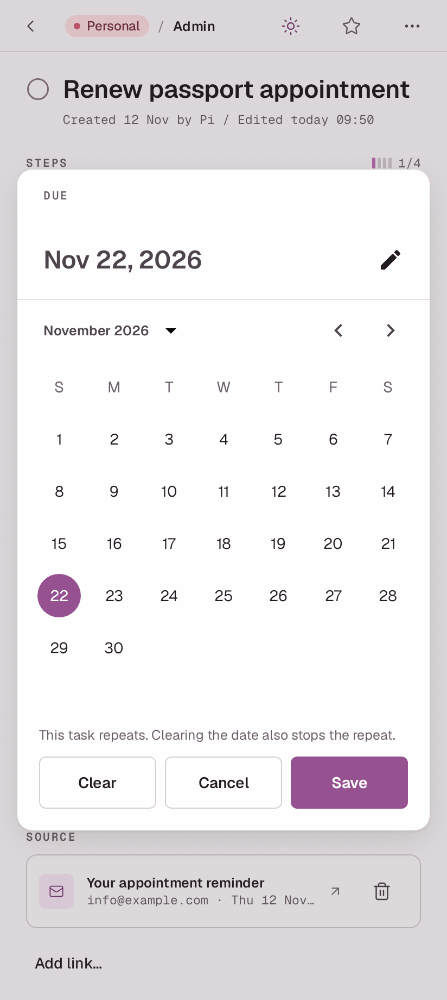 Personal / Admin
Renew passport appointment
Created 12 Nov by Pi / Edited today 09:50
STEPS 1/4
DUE
Nov 22, 2026
November 2026
S M T W T F S
1 2 3 4 5 6 7
8 9 10 11 12 13 14
15 16 17 18 19 20 21
22 23 24 25 26 27 28
29 30
This task repeats. Clearing the date also stops the repeat.
Clear Cancel Save
SOURCE
Your appointment reminder
info@example.com · Thu 12 Nov…
Add link…